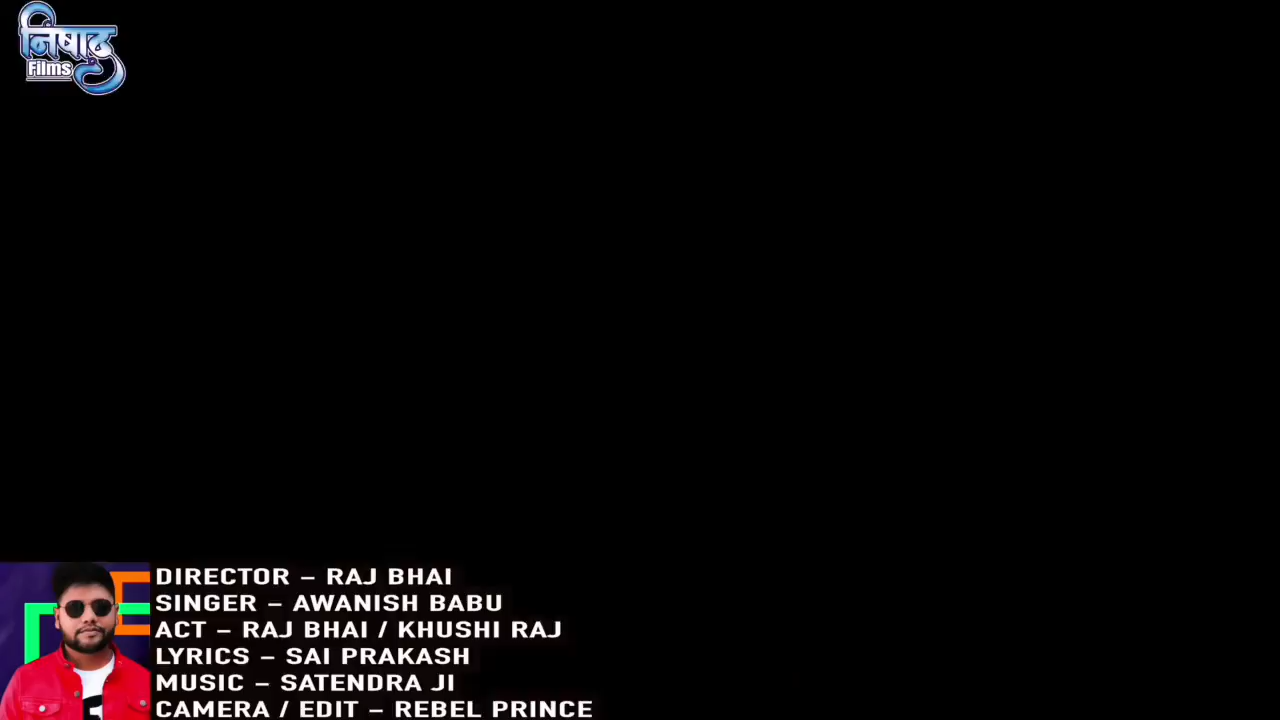 निषाद
Films
DIRECTOR – RAJ BHAI
SINGER – AWANISH BABU
ACT – RAJ BHAI / KHUSHI RAJ
LYRICS – SAI PRAKASH
MUSIC – SATENDRA JI
CAMERA / EDIT – REBEL PRINCE